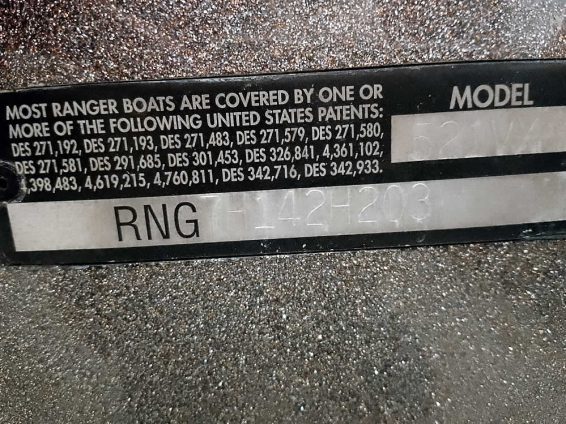 MOST RANGER BOATS ARE COVERED BY ONE OR
MORE OF THE FOLLOWING UNITED STATES PATENTS:
DES 271,192, DES 271,193, DES 271,483, DES 271,579, DES 271,580,
DES 271,581, DES 291,685, DES 301,453, DES 326,841, 4,361,102,
,398,483, 4,619,215, 4,760,811, DES 342,716, DES 342,933.
MODEL
RNG7H142H203